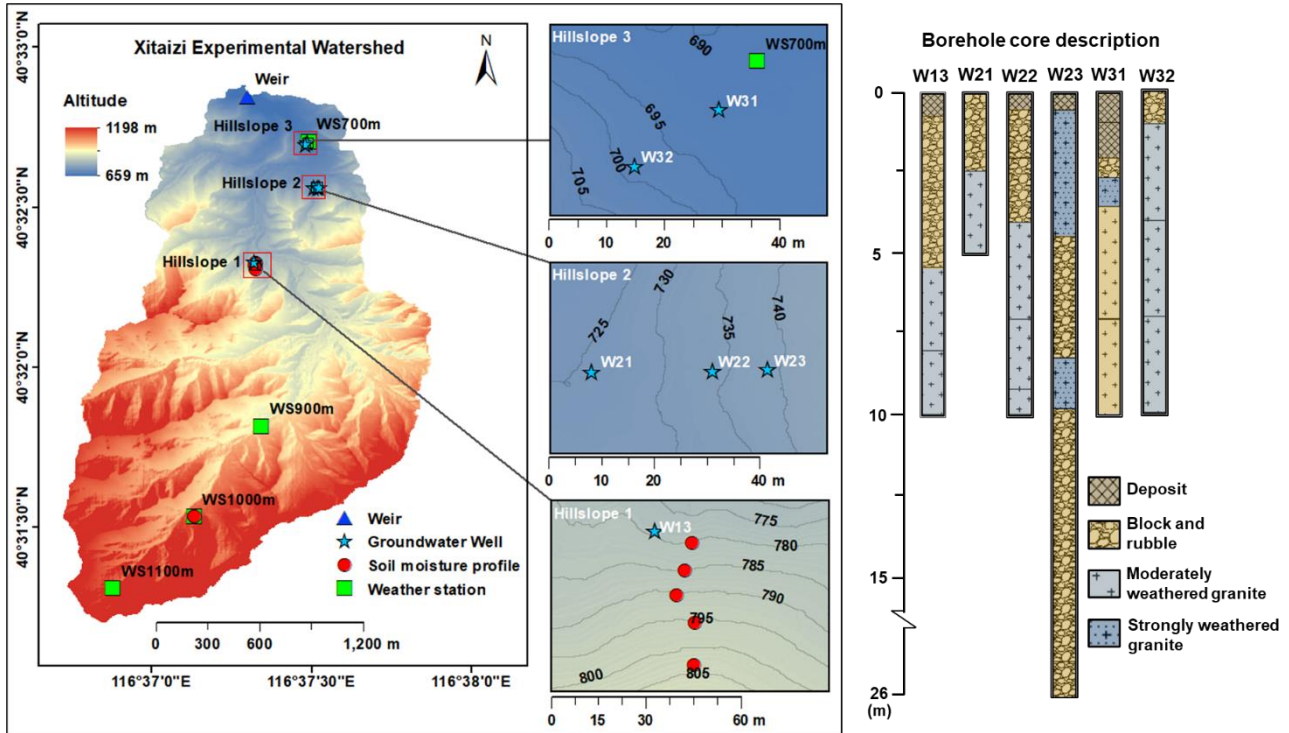 Xitaizi Experimental Watershed
N
Weir
Altitude
1198 m
659 m
Hillslope 3
WS700m
Hillslope 2
Hillslope 1
WS900m
WS1000m
WS1100m
Weir
Groundwater Well
Soil moisture profile
Weather station
0 300 600 1,200 m
40°33'0"N
40°32'30"N
40°32'0"N
40°31'30"N
116°37'0"E 116°37'30"E 116°38'0"E
Hillslope 3
690
WS700m
W31
695
W32
700
705
0 10 20 40 m
Hillslope 2
725
730
735
740
W21
W22
W23
0 10 20 40 m
Hillslope 1
W13
775
780
785
790
795
800
805
0 15 30 60 m
Borehole core description
W13 W21 W22 W23 W31 W32
0
5
10
15
26
(m)
Deposit
Block and
rubble
Moderately
weathered granite
Strongly weathered
granite